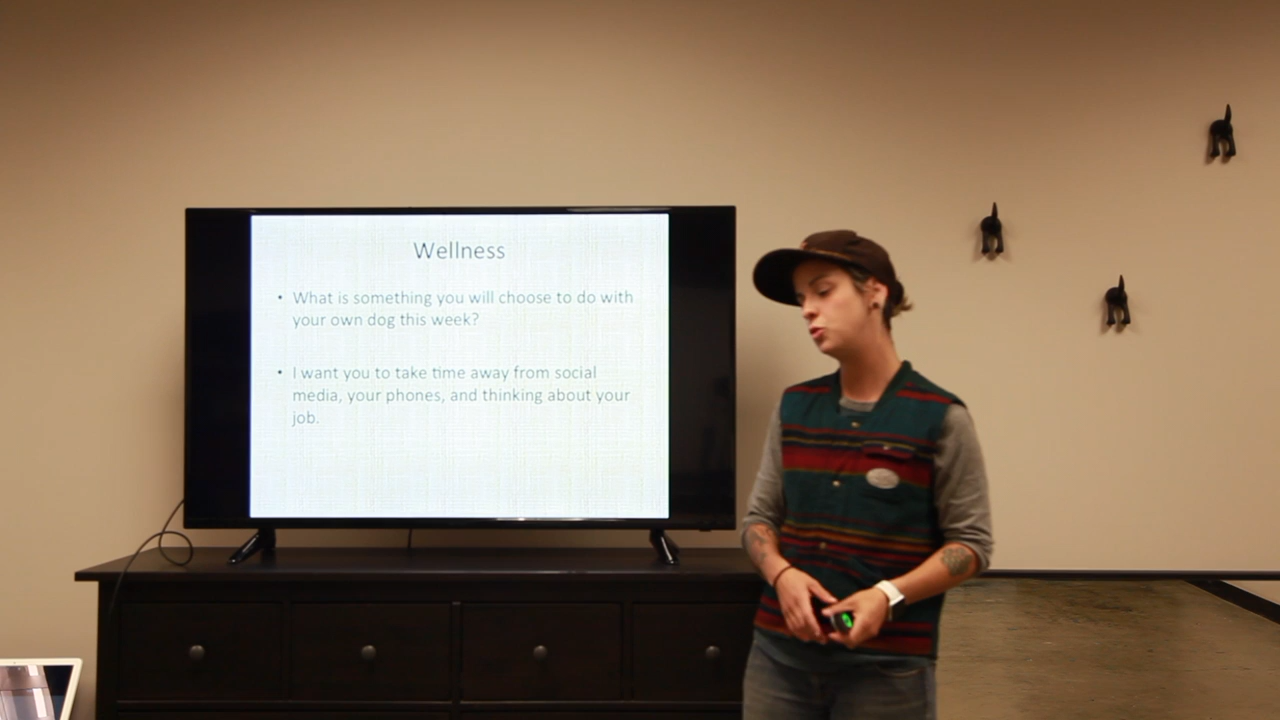 Wellness
• What is something you will choose to do with
your own dog this week?
• I want you to take time away from social
media, your phones, and thinking about your
job.